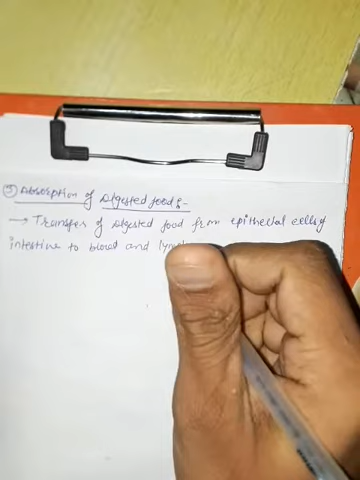 5) Absorption of Digested food :-
→ Transfer of digested food from epithelial cells of
intestine to blood and